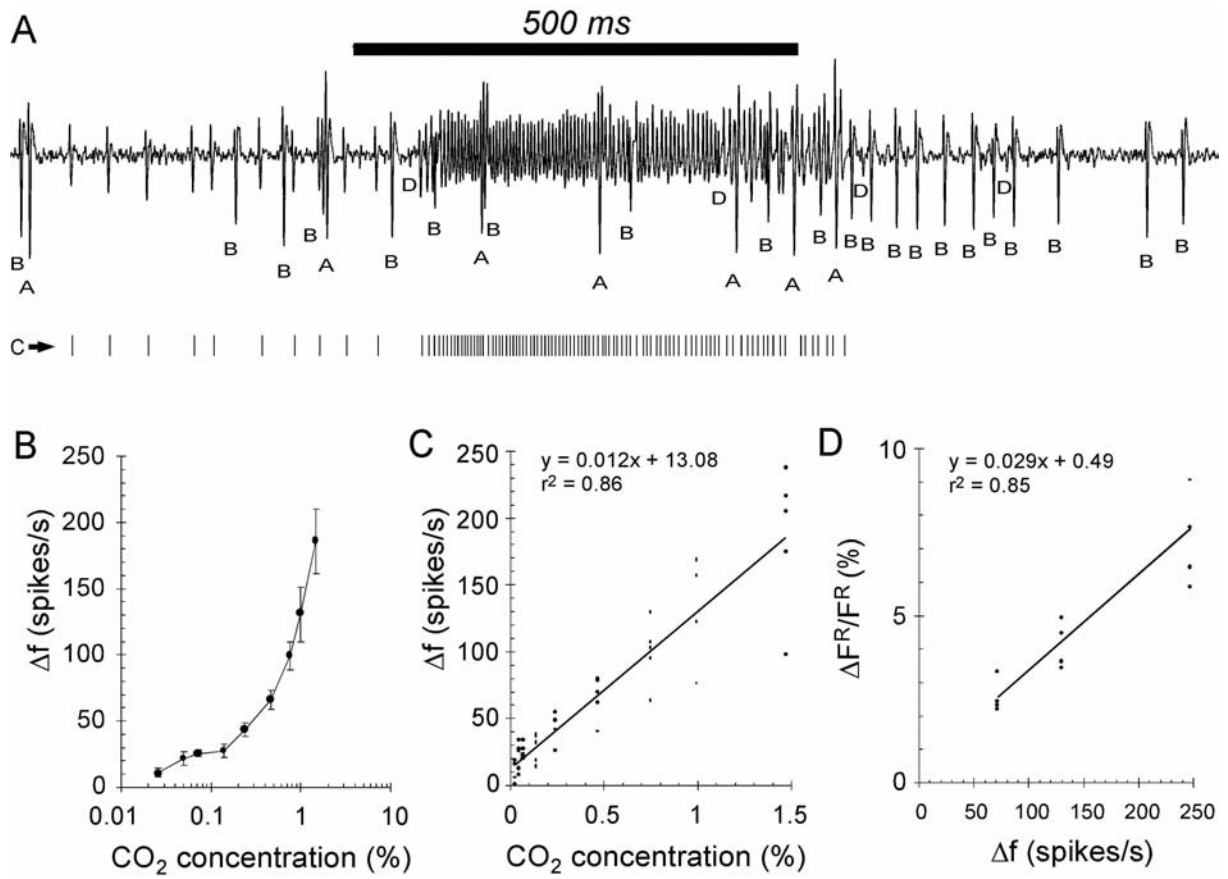 A
500 ms
D D D D
B B B B B B B B B B B B B B B B B B B
A A A A A A A
C
B
Δf (spikes/s)
250
200
150
100
50
0
0.01 0.1 1 10
CO₂ concentration (%)
C
y = 0.012x + 13.08
r² = 0.86
Δf (spikes/s)
250
200
150
100
50
0
0 0.5 1 1.5
CO₂ concentration (%)
D
y = 0.029x + 0.49
r² = 0.85
ΔFᴿ/Fᴿ (%)
10
5
0
0 50 100 150 200 250
Δf (spikes/s)